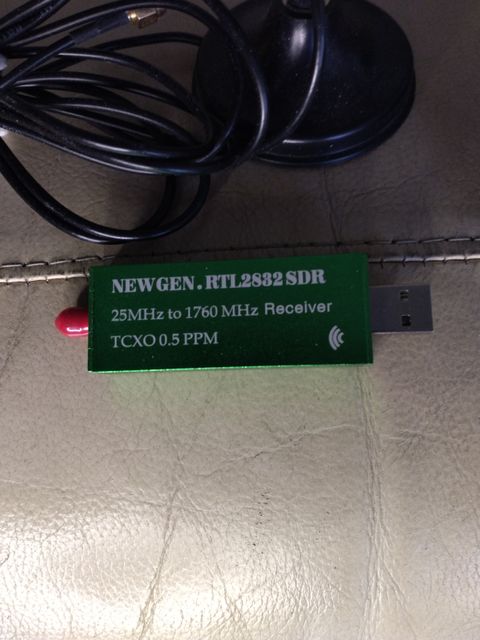 NEWGEN.RTL2832 SDR
25MHz to 1760 MHz Receiver
TCXO 0.5 PPM